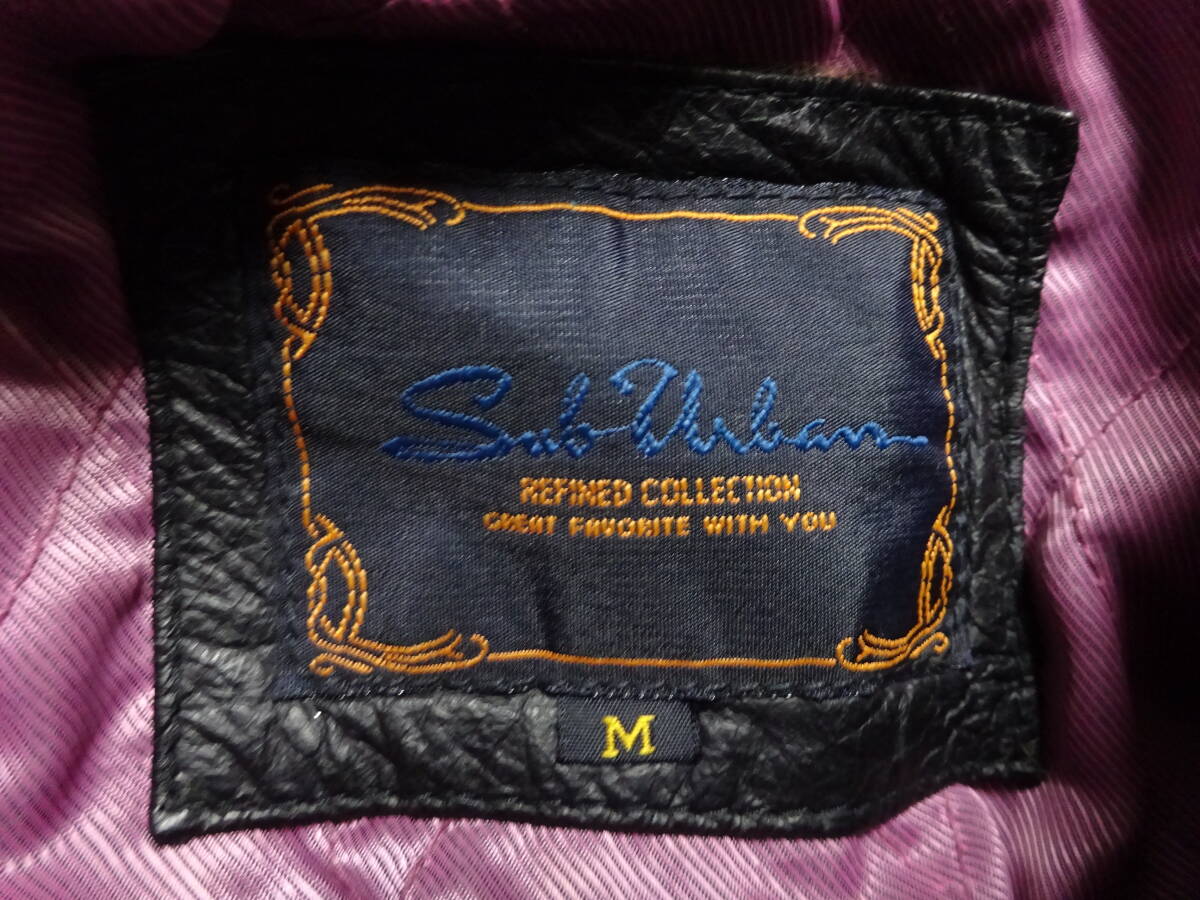 Sub Urban
REFINED COLLECTION
GREAT FAVORITE WITH YOU
M